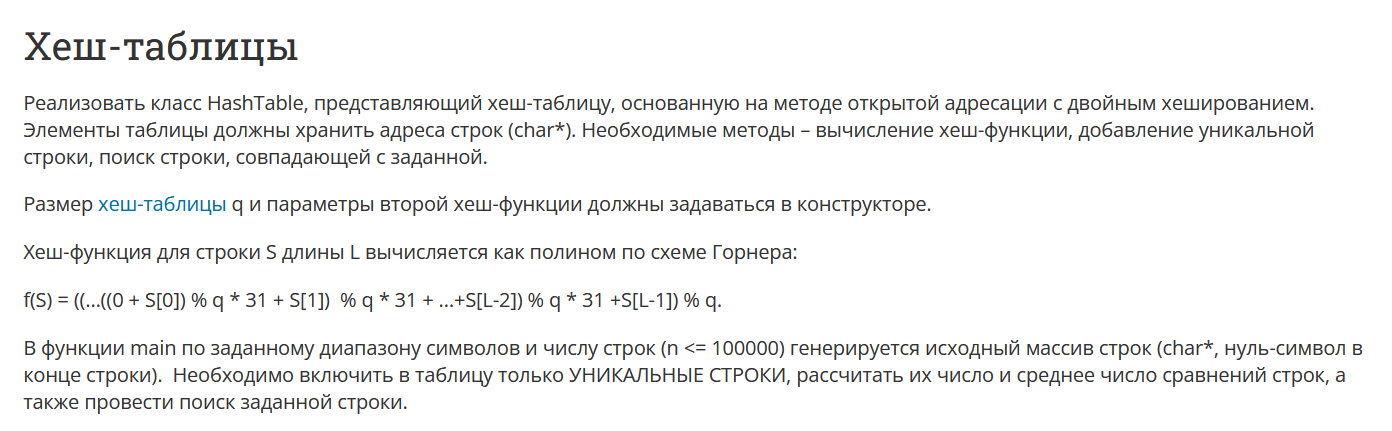 Хеш-таблицы
Реализовать класс HashTable, представляющий хеш-таблицу, основанную на методе открытой адресации с двойным хешированием.
Элементы таблицы должны хранить адреса строк (char*). Необходимые методы – вычисление хеш-функции, добавление уникальной
строки, поиск строки, совпадающей с заданной.
Размер хеш-таблицы q и параметры второй хеш-функции должны задаваться в конструкторе.
Хеш-функция для строки S длины L вычисляется как полином по схеме Горнера:
f(S) = ((...((0 + S[0]) % q * 31 + S[1])  % q * 31 + ...+S[L-2]) % q * 31 +S[L-1]) % q.
В функции main по заданному диапазону символов и числу строк (n <= 100000) генерируется исходный массив строк (char*, нуль-символ в
конце строки).  Необходимо включить в таблицу только УНИКАЛЬНЫЕ СТРОКИ, рассчитать их число и среднее число сравнений строк, а
также провести поиск заданной строки.